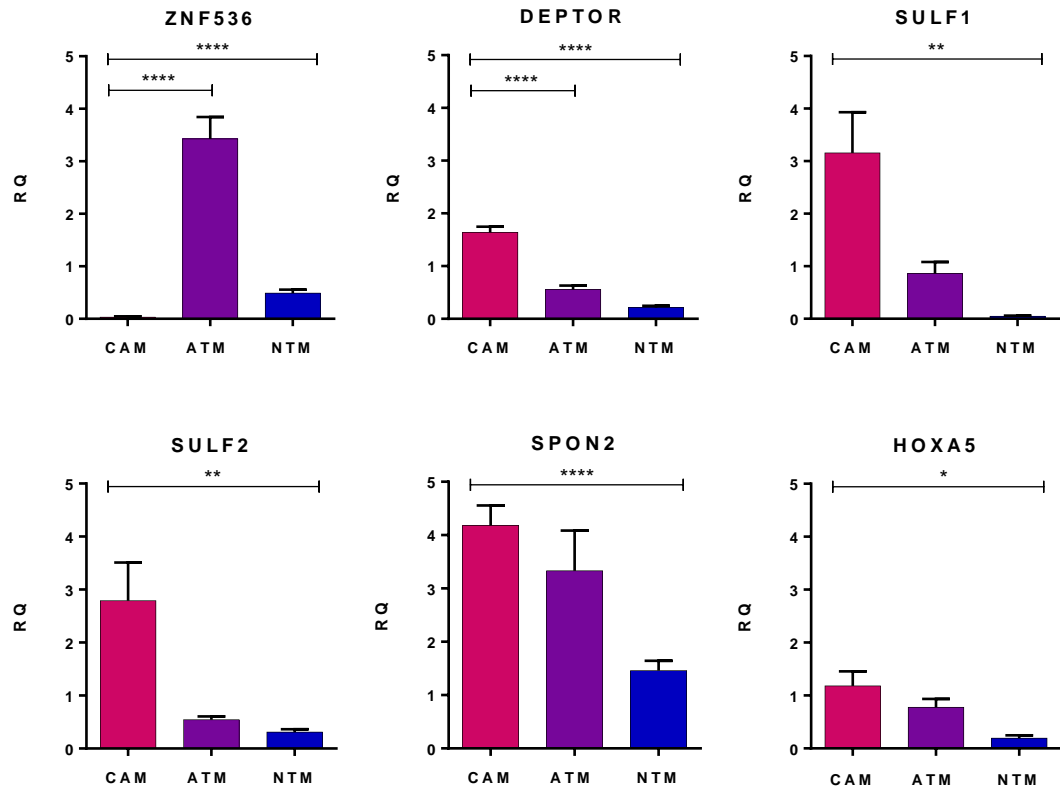 ZNF536
****
****
5
4
3
2
1
0
RQ
CAM ATM NTM
DEPTOR
****
****
5
4
3
2
1
0
RQ
CAM ATM NTM
SULF1
**
5
4
3
2
1
0
RQ
CAM ATM NTM
SULF2
**
5
4
3
2
1
0
RQ
CAM ATM NTM
SPON2
****
5
4
3
2
1
0
RQ
CAM ATM NTM
HOXA5
*
5
4
3
2
1
0
RQ
CAM ATM NTM